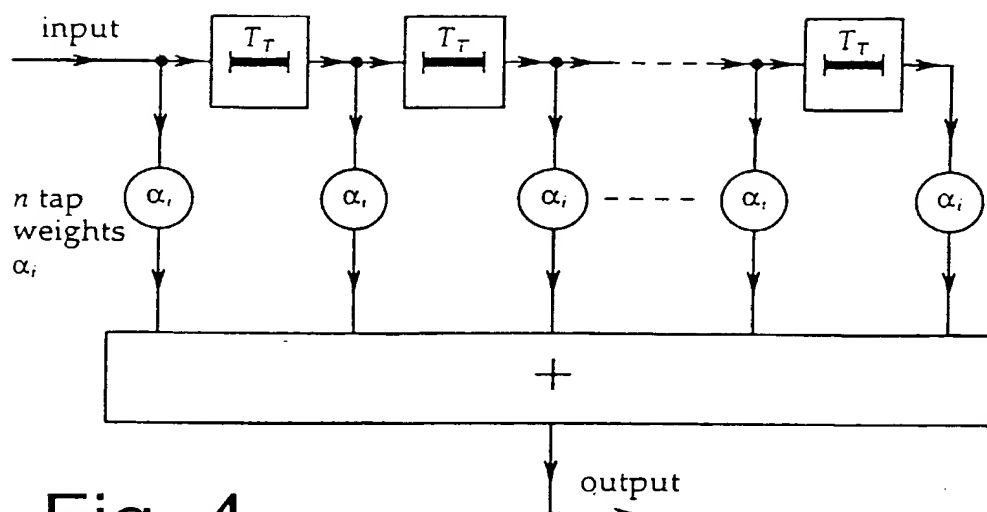 input
T_T T_T T_T
α_i α_i α_i α_i α_i
n tap
weights
α_i
+
output
Fig. 4